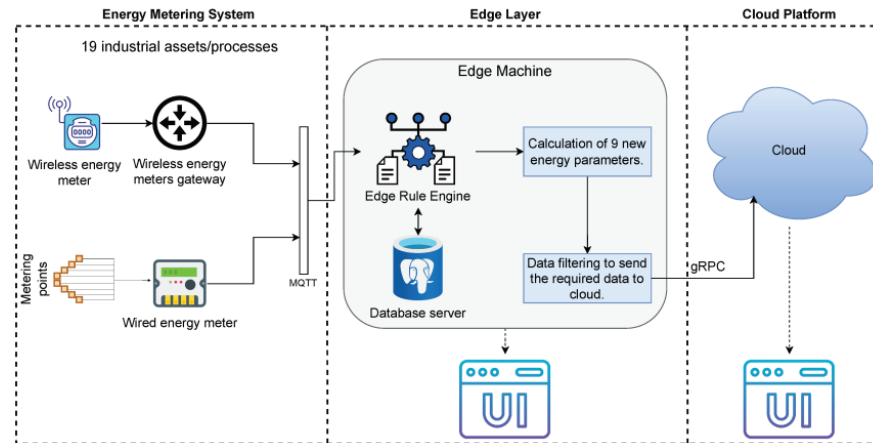 Energy Metering System
Edge Layer
Cloud Platform
19 industrial assets/processes
Wireless energy
meter
Wireless energy
meters gateway
Metering
points
Wired energy meter
MQTT
Edge Machine
Edge Rule Engine
Database server
Calculation of 9 new
energy parameters.
Data filtering to send
the required data to
cloud.
gRPC
Cloud
UI
UI